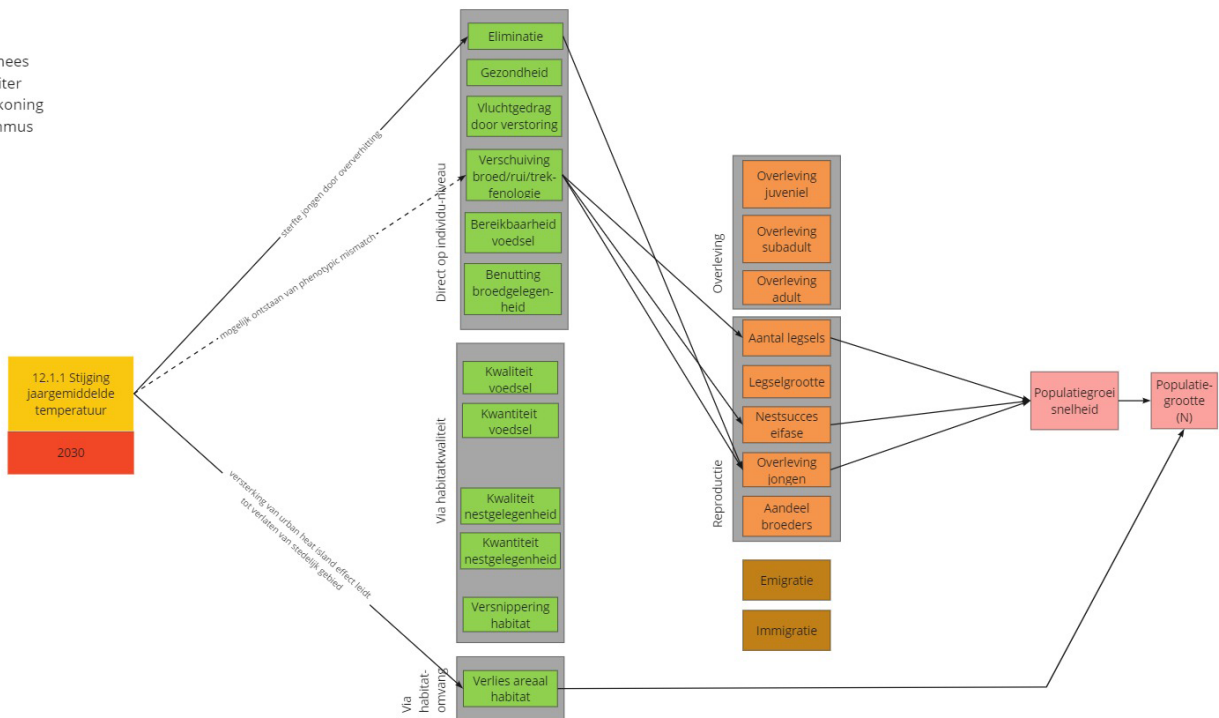 Eliminatie
Gezondheid
Vluchtgedrag
door verstoring
Verschuiving
broed/rui/trek-
fenologie
Bereikbaarheid
voedsel
Benutting
broedgelegen-
heid
Direct op individu-niveau
sterfte jongen door oververhitting
mogelijk ontstaan van phenotypic mismatch
12.1.1 Stijging
jaargemiddelde
temperatuur
2030
versterking van urban heat island effect leidt
tot verlaten van stedelijk gebied
Kwaliteit
voedsel
Kwantiteit
voedsel
Kwaliteit
nestgelegenheid
Kwantiteit
nestgelegenheid
Versnippering
habitat
Via habitatkwaliteit
Verlies areaal
habitat
Via
habitat-
omvang
Overleving
juveniel
Overleving
subadult
Overleving
adult
Overleving
Aantal legsels
Legselgrootte
Nestsucces
eifase
Overleving
jongen
Aandeel
broeders
Reproductie
Emigratie
Immigratie
Populatiegroei
snelheid
Populatie-
grootte
(N)